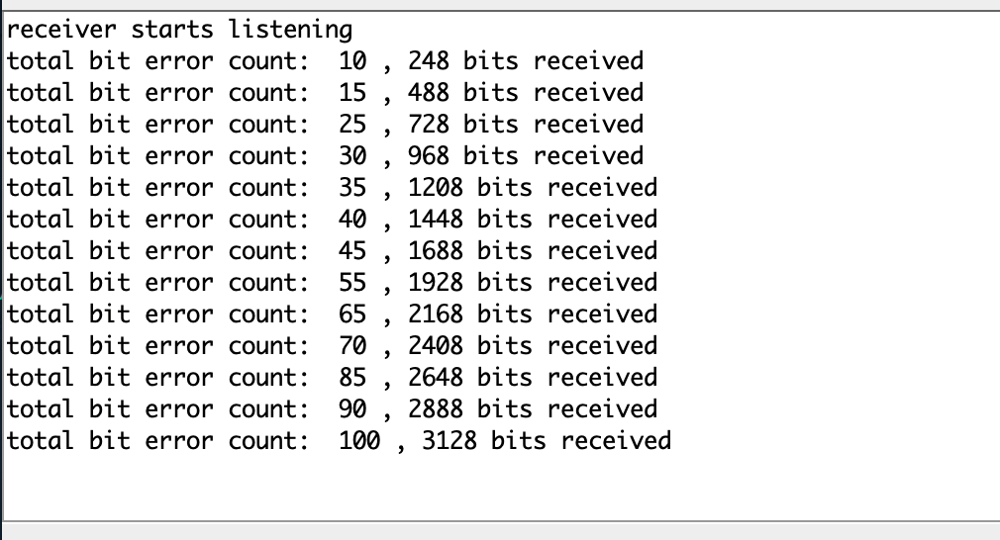 receiver starts listening
total bit error count:  10 , 248 bits received
total bit error count:  15 , 488 bits received
total bit error count:  25 , 728 bits received
total bit error count:  30 , 968 bits received
total bit error count:  35 , 1208 bits received
total bit error count:  40 , 1448 bits received
total bit error count:  45 , 1688 bits received
total bit error count:  55 , 1928 bits received
total bit error count:  65 , 2168 bits received
total bit error count:  70 , 2408 bits received
total bit error count:  85 , 2648 bits received
total bit error count:  90 , 2888 bits received
total bit error count:  100 , 3128 bits received